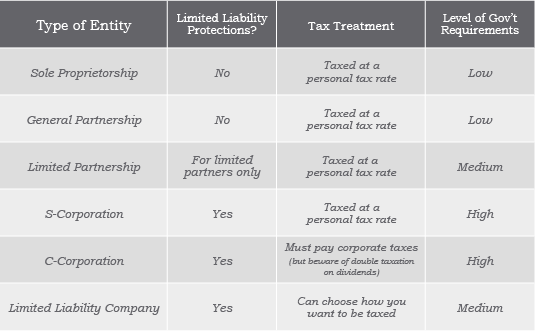 Type of Entity
Limited Liability
Protections?
Tax Treatment
Level of Gov't
Requirements
Sole Proprietorship
No
Taxed at a
personal tax rate
Low
General Partnership
No
Taxed at a
personal tax rate
Low
Limited Partnership
For limited
partners only
Taxed at a
personal tax rate
Medium
S-Corporation
Yes
Taxed at a
personal tax rate
High
C-Corporation
Yes
Must pay corporate taxes
(but beware of double taxation
on dividends)
High
Limited Liability Company
Yes
Can choose how you
want to be taxed
Medium